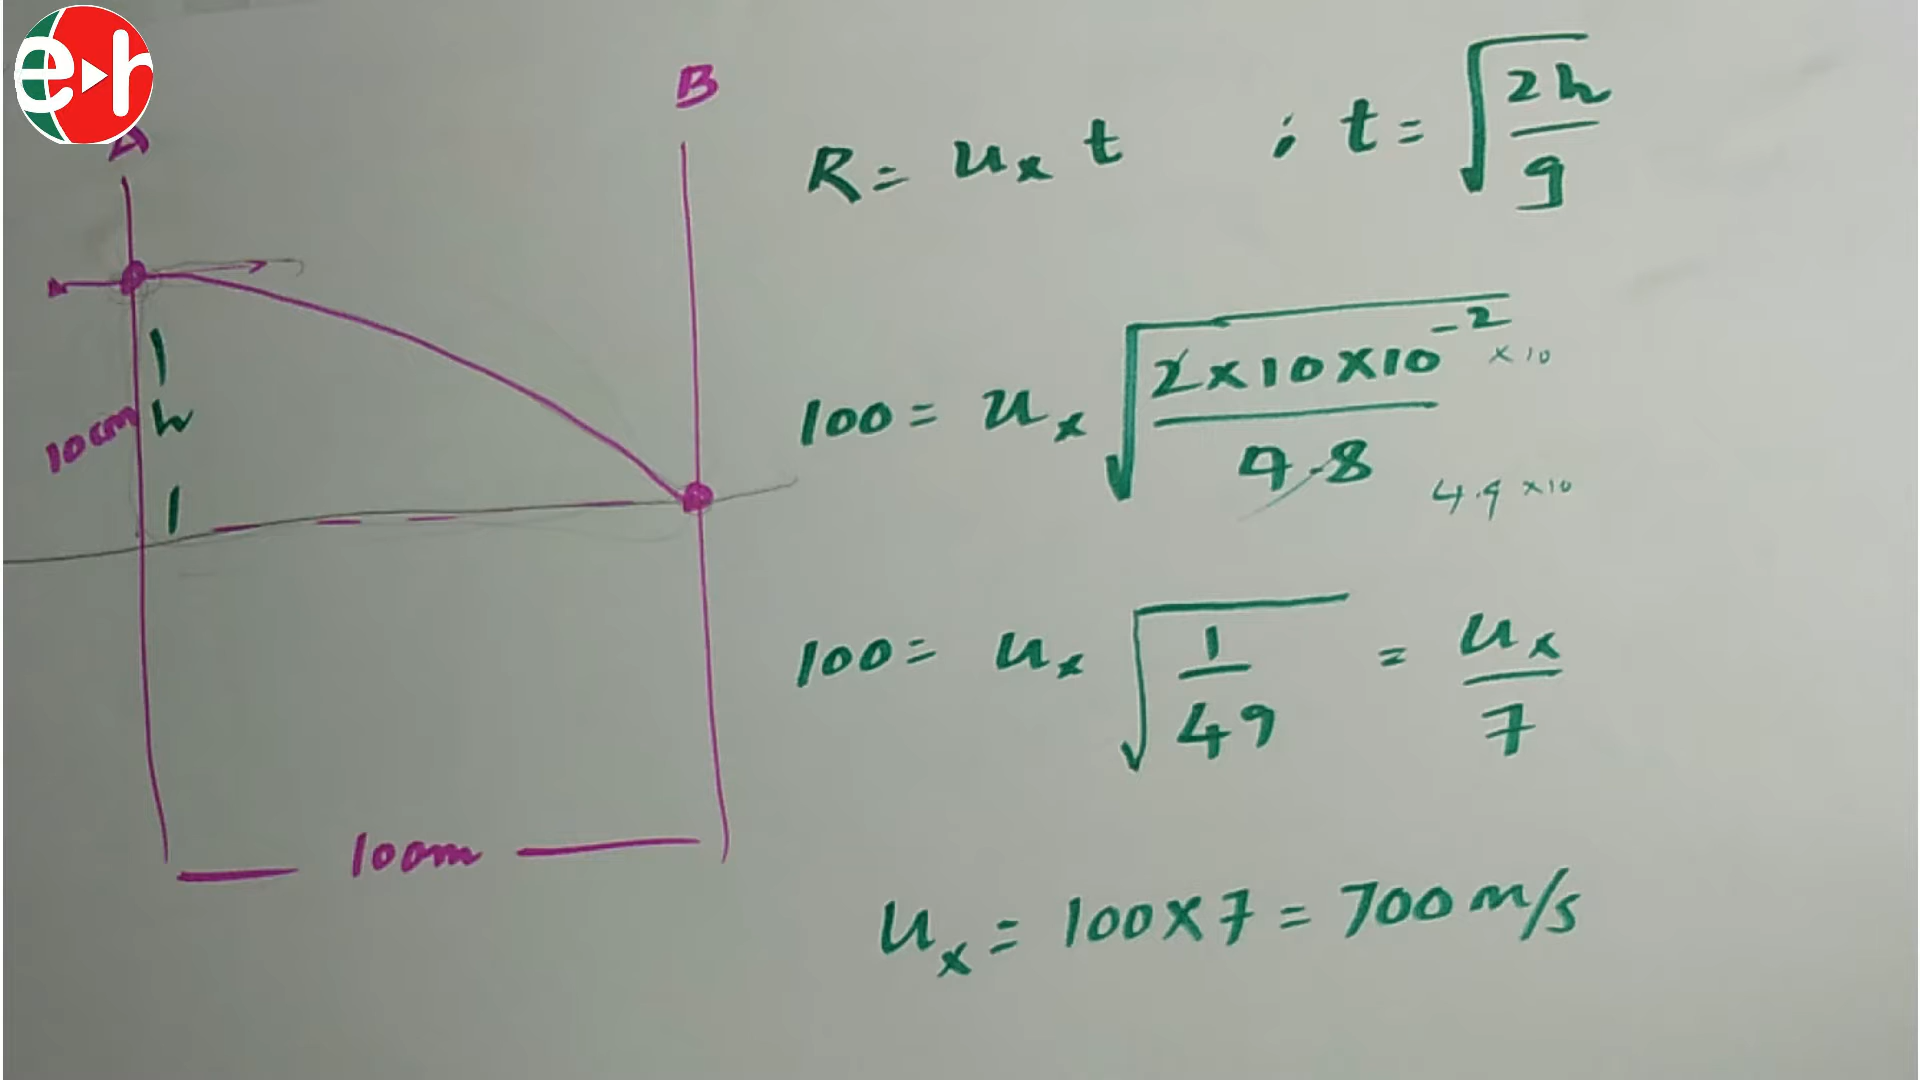 eh
A
B
10cm
h
100m
R = uₓ t ; t = √(2h/g)
100 = uₓ √(2×10×10⁻²/9.8) ×10 4.9 ×10
100 = uₓ √(1/49) = uₓ/7
uₓ = 100×7 = 700 m/s